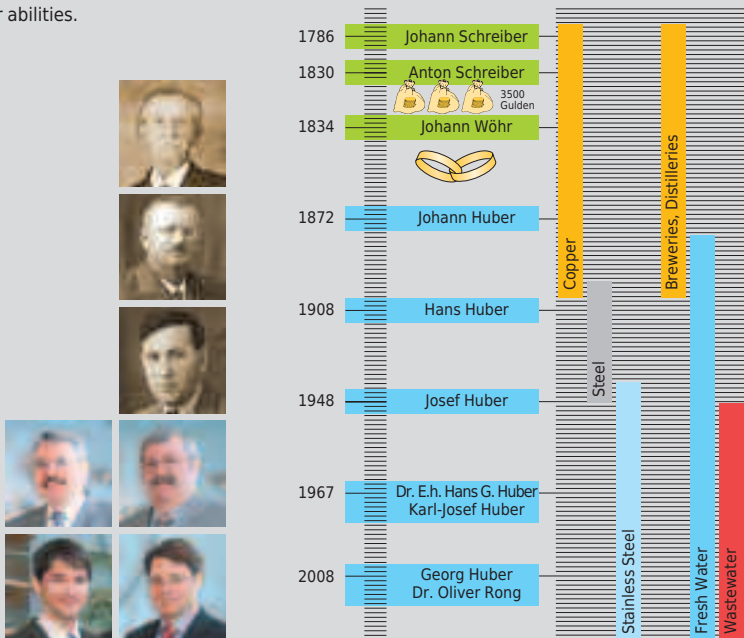 r abilities.
1786
Johann Schreiber
1830
Anton Schreiber
3500
Gulden
1834
Johann Wöhr
1872
Johann Huber
1908
Hans Huber
1948
Josef Huber
1967
Dr. E.h. Hans G. Huber
Karl-Josef Huber
2008
Georg Huber
Dr. Oliver Rong
Copper
Steel
Stainless Steel
Breweries, Distilleries
Fresh Water
Wastewater